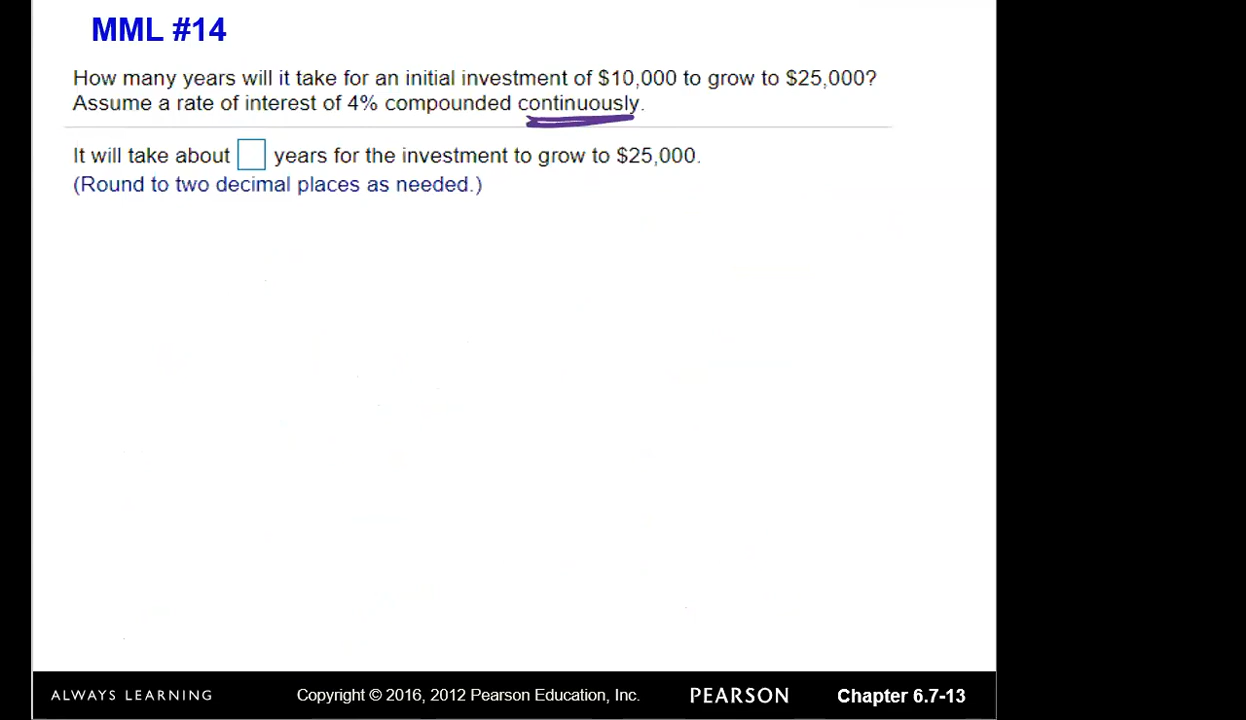 MML #14
How many years will it take for an initial investment of $10,000 to grow to $25,000?
Assume a rate of interest of 4% compounded continuously.
It will take about years for the investment to grow to $25,000.
(Round to two decimal places as needed.)
ALWAYS LEARNING
Copyright © 2016, 2012 Pearson Education, Inc.
PEARSON
Chapter 6.7-13